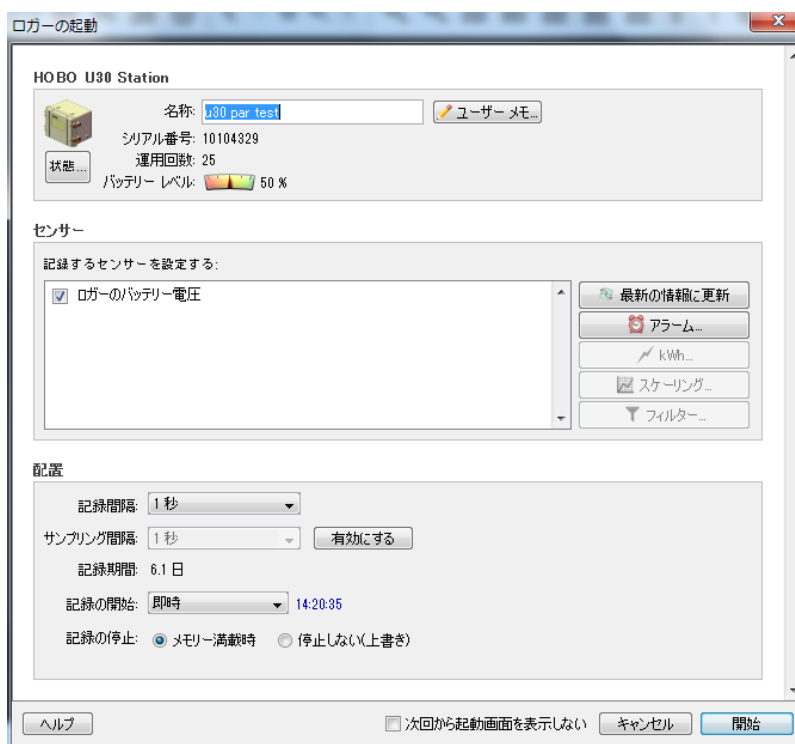 ロガーの起動
HOBO U30 Station
名称: u30 par test ユーザー メモ...
シリアル番号: 10104329
状態... 運用回数: 25
バッテリー レベル: 50 %
センサー
記録するセンサーを設定する:
ロガーのバッテリー電圧
最新の情報に更新
アラーム...
kWh...
スケーリング...
フィルター...
配置
記録間隔: 1 秒
サンプリング間隔: 1 秒 有効にする
記録期間: 6.1 日
記録の開始: 即時 14:20:35
記録の停止: メモリー満載時 停止しない(上書き)
ヘルプ 次回から起動画面を表示しない キャンセル 開始